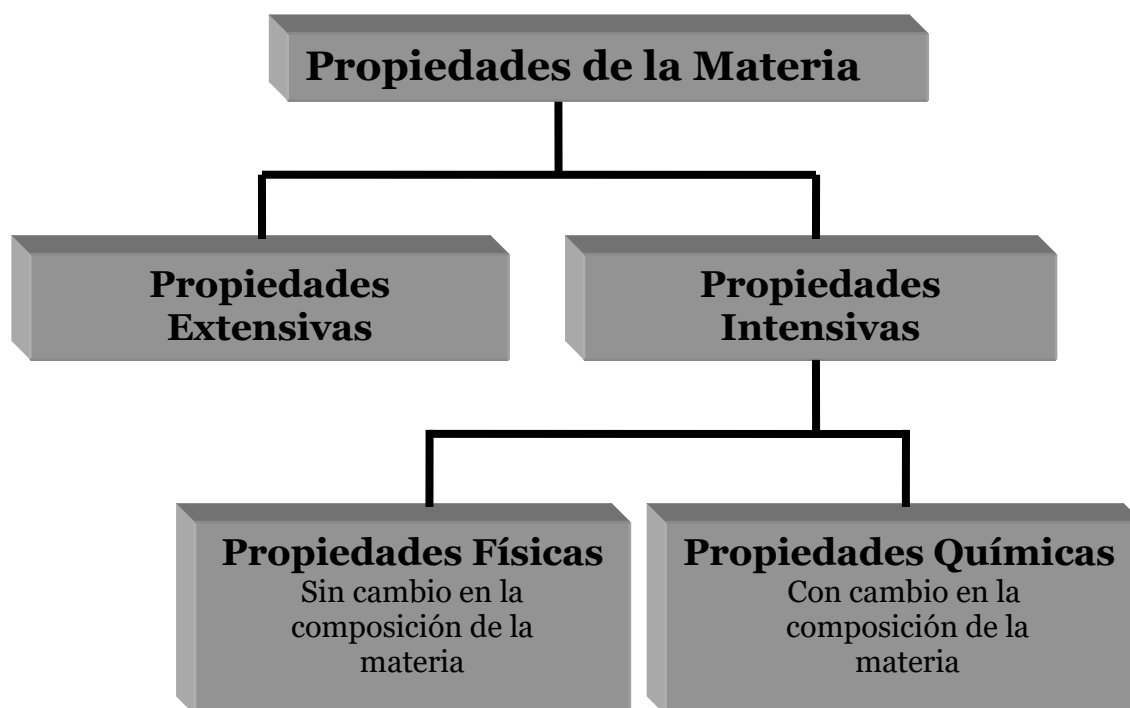 Propiedades de la Materia
Propiedades
Extensivas
Propiedades
Intensivas
Propiedades Físicas
Sin cambio en la
composición de la
materia
Propiedades Químicas
Con cambio en la
composición de la
materia